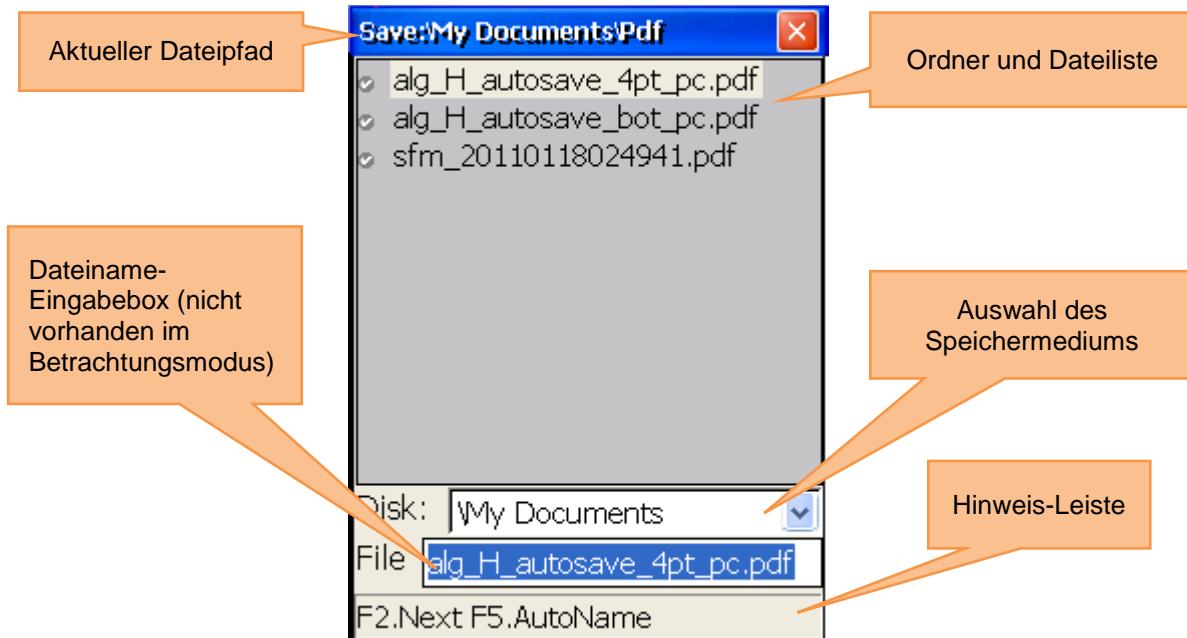 Aktueller Dateipfad
Save:\My Documents\Pdf
Ordner und Dateiliste
alg_H_autosave_4pt_pc.pdf
alg_H_autosave_bot_pc.pdf
sfm_20110118024941.pdf
Dateiname-
Eingabebox (nicht
vorhanden im
Betrachtungsmodus)
Auswahl des
Speichermediums
Disk: \My Documents
Hinweis-Leiste
File alg_H_autosave_4pt_pc.pdf
F2.Next F5.AutoName